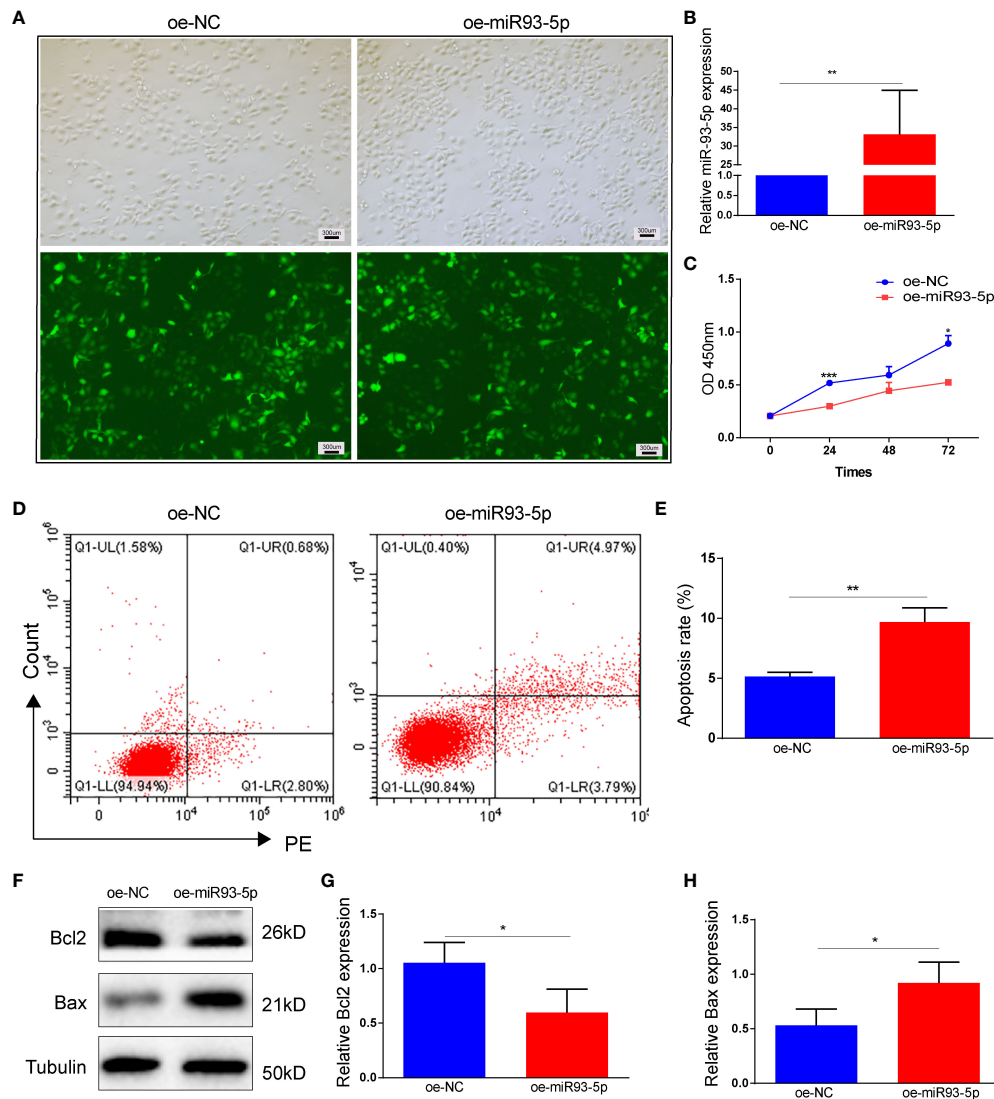 A
oe-NC
oe-miR93-5p
300um
300um
300um
300um
B
Relative miR-93-5p expression
50
45
40
35
30
25
1.0
0.5
0.0
**
oe-NC
oe-miR93-5p
C
OD 450nm
1.5
1.0
0.5
0.0
oe-NC
oe-miR93-5p
***
*
0
24
48
72
Times
D
oe-NC
oe-miR93-5p
Count
10^6
10^5
10^4
10^3
0
Q1-UL(1.58%)
Q1-UR(0.68%)
Q1-LL(94.94%)
Q1-LR(2.80%)
0
10^4
10^5
10^6
PE
10^4
10^3
0
Q1-UL(0.40%)
Q1-UR(4.97%)
Q1-LL(90.84%)
Q1-LR(3.79%)
10^4
E
Apoptosis rate (%)
15
10
5
0
**
oe-NC
oe-miR93-5p
F
oe-NC
oe-miR93-5p
Bcl2
26kD
Bax
21kD
Tubulin
50kD
G
Relative Bcl2 expression
1.5
1.0
0.5
0.0
*
oe-NC
oe-miR93-5p
H
Relative Bax expression
1.5
1.0
0.5
0.0
*
oe-NC
oe-miR93-5p